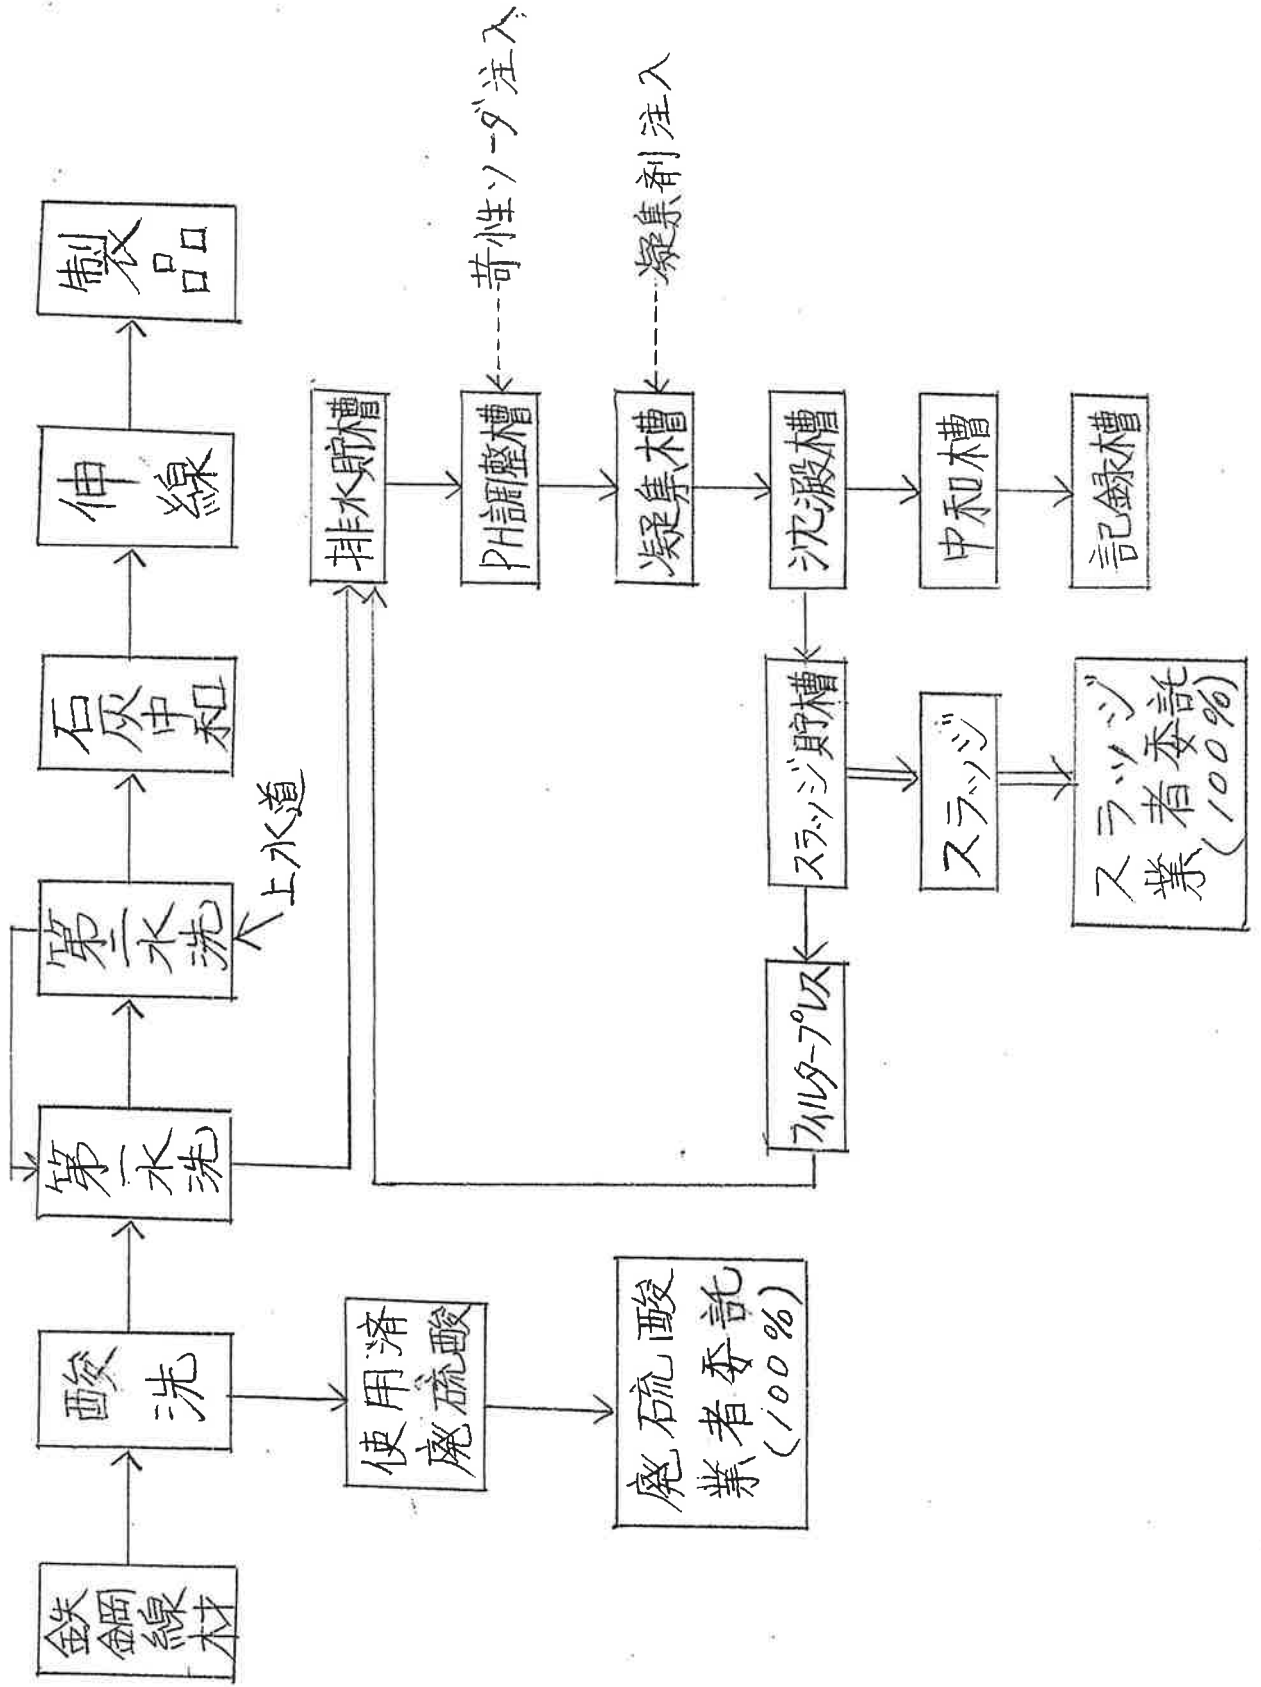 鉄鋼線材
酸洗
第一水洗
第二水洗
石灰中和
伸線
製品
上水道
使用済
廃硫酸
廃硫酸
業者委託
(100%)
排水貯槽
PH調整槽
苛性ソーダ注入
凝集槽
凝集剤注入
沈澱槽
中和槽
記録槽
スラッジ貯槽
フィルタープレス
スラッジ
スラッジ
業者委託
(100%)